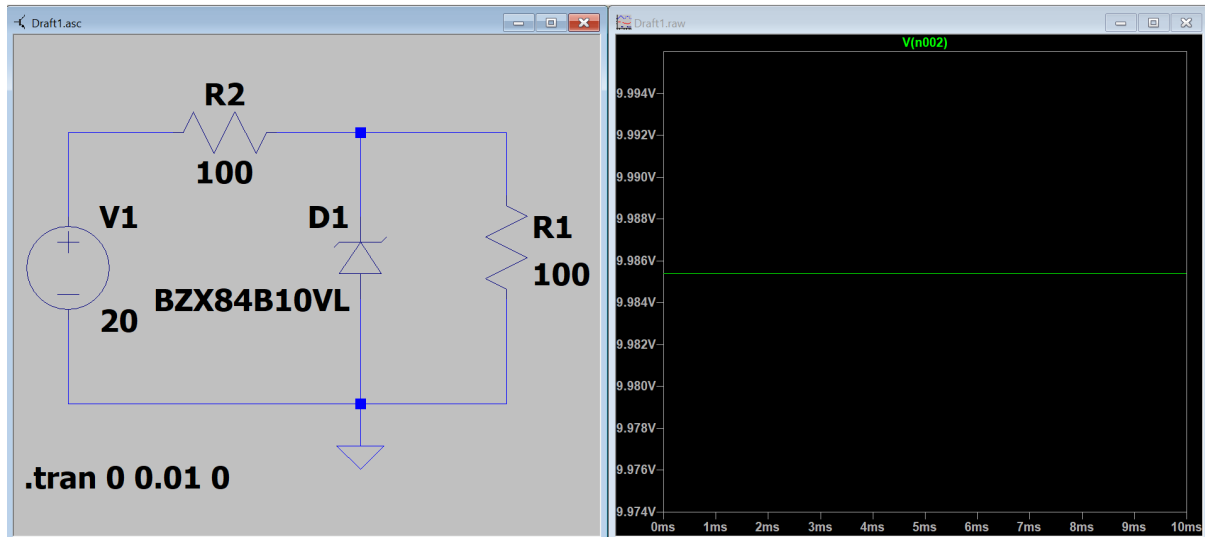 Draft1.asc
R2
100
V1
20
D1
BZX84B10VL
R1
100
.tran 0 0.01 0
Draft1.raw
V(n002)
9.994V
9.992V
9.990V
9.988V
9.986V
9.984V
9.982V
9.980V
9.978V
9.976V
9.974V
0ms 1ms 2ms 3ms 4ms 5ms 6ms 7ms 8ms 9ms 10ms